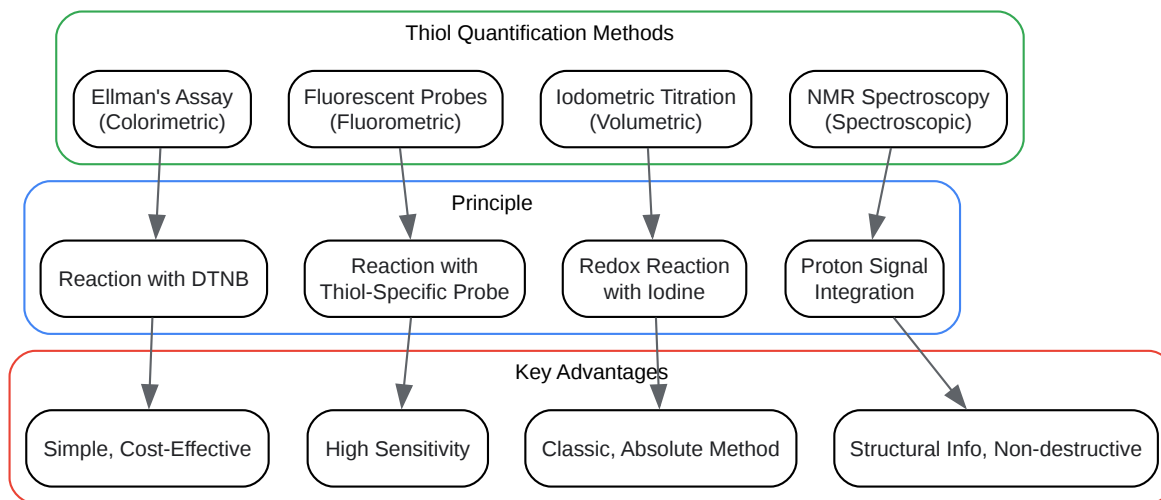 Thiol Quantification Methods
Ellman's Assay
(Colorimetric)
Fluorescent Probes
(Fluorometric)
Iodometric Titration
(Volumetric)
NMR Spectroscopy
(Spectroscopic)
Principle
Reaction with DTNB
Reaction with
Thiol-Specific Probe
Redox Reaction
with Iodine
Proton Signal
Integration
Key Advantages
Simple, Cost-Effective
High Sensitivity
Classic, Absolute Method
Structural Info, Non-destructive